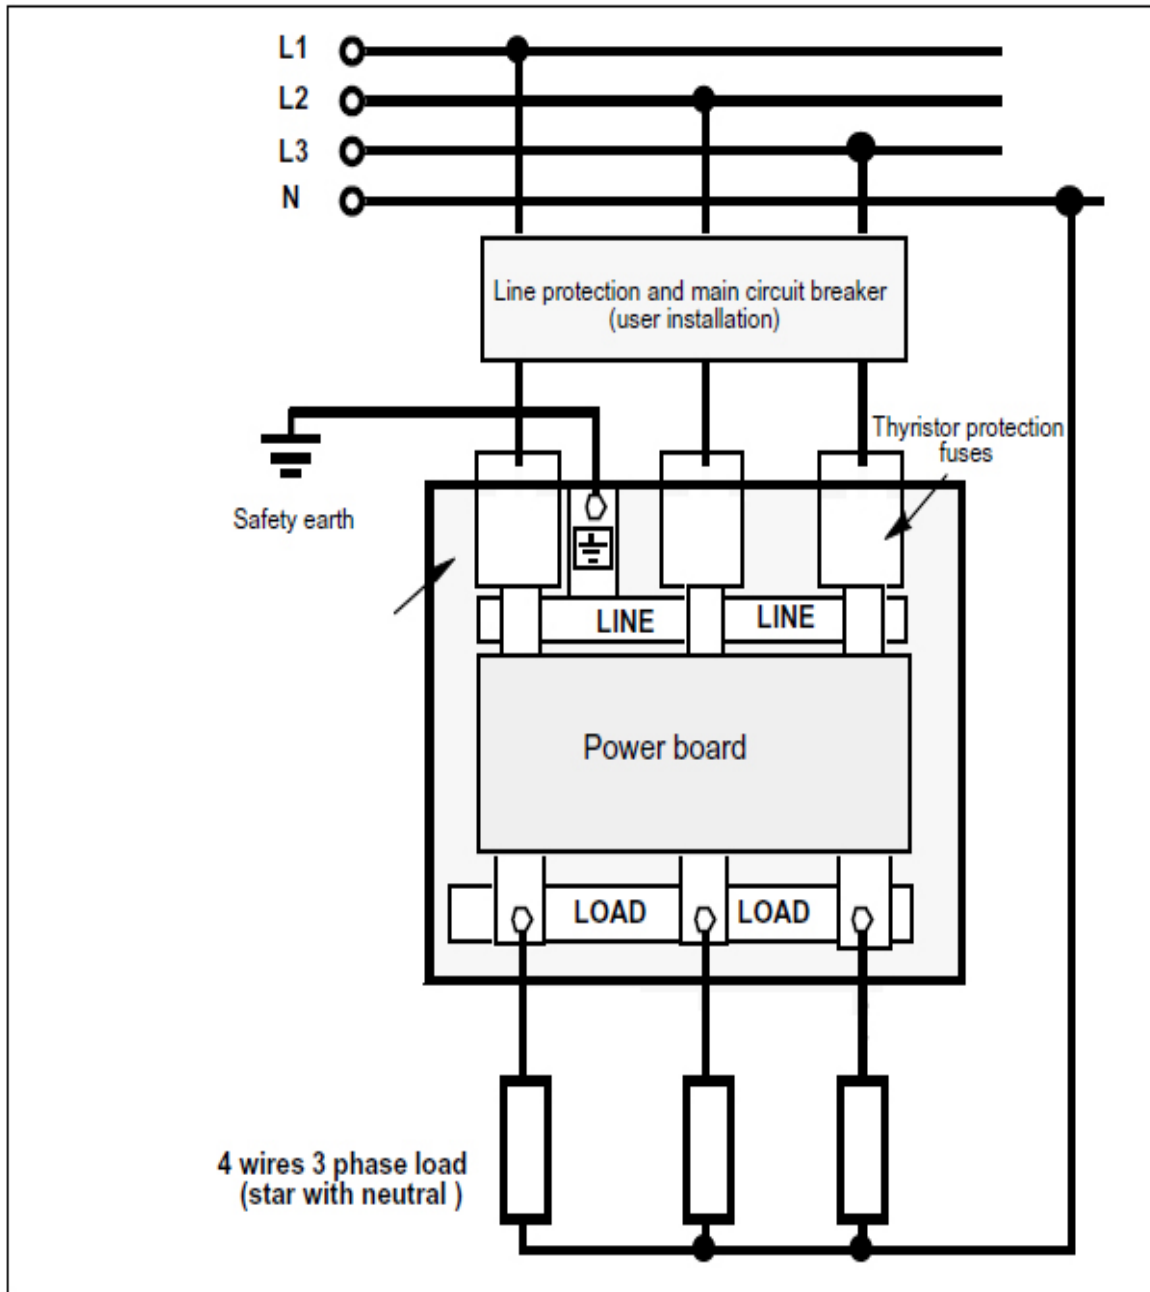 L1
L2
L3
N
Line protection and main circuit breaker
(user installation)
Thyristor protection
fuses
Safety earth
LINE
LINE
Power board
LOAD
LOAD
4 wires 3 phase load
(star with neutral )